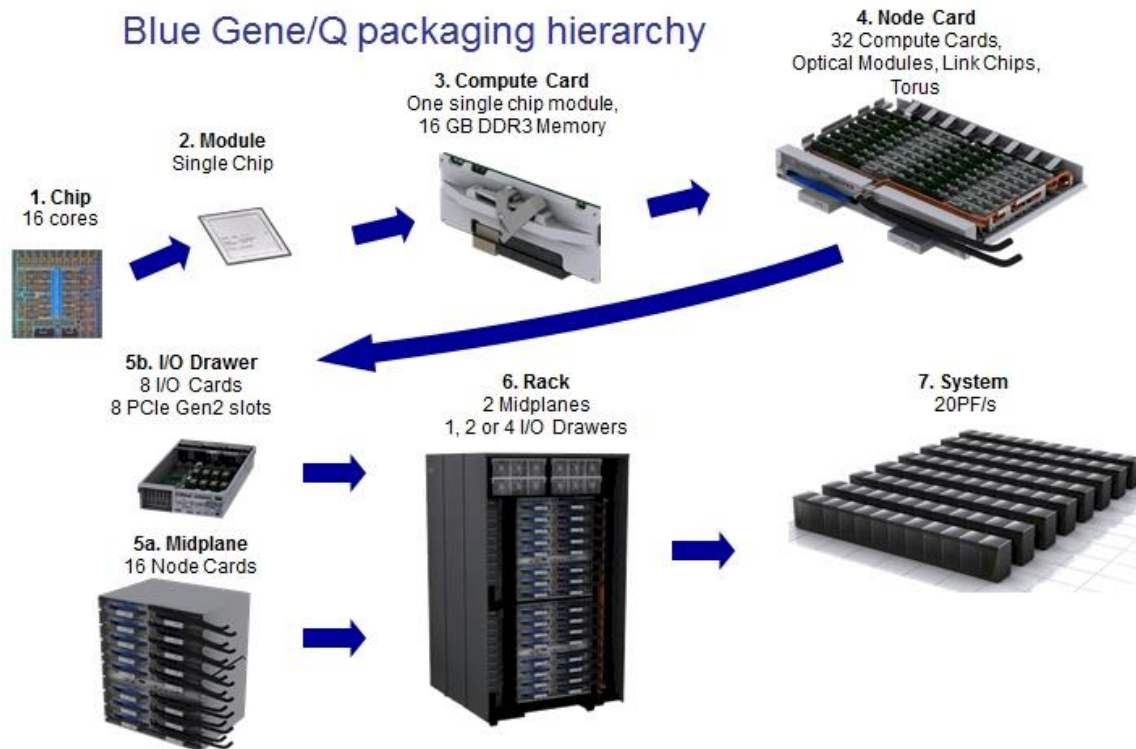 Blue Gene/Q packaging hierarchy
1. Chip
16 cores
2. Module
Single Chip
3. Compute Card
One single chip module,
16 GB DDR3 Memory
4. Node Card
32 Compute Cards,
Optical Modules, Link Chips,
Torus
5b. I/O Drawer
8 I/O Cards
8 PCIe Gen2 slots
5a. Midplane
16 Node Cards
6. Rack
2 Midplanes
1, 2 or 4 I/O Drawers
7. System
20PF/s